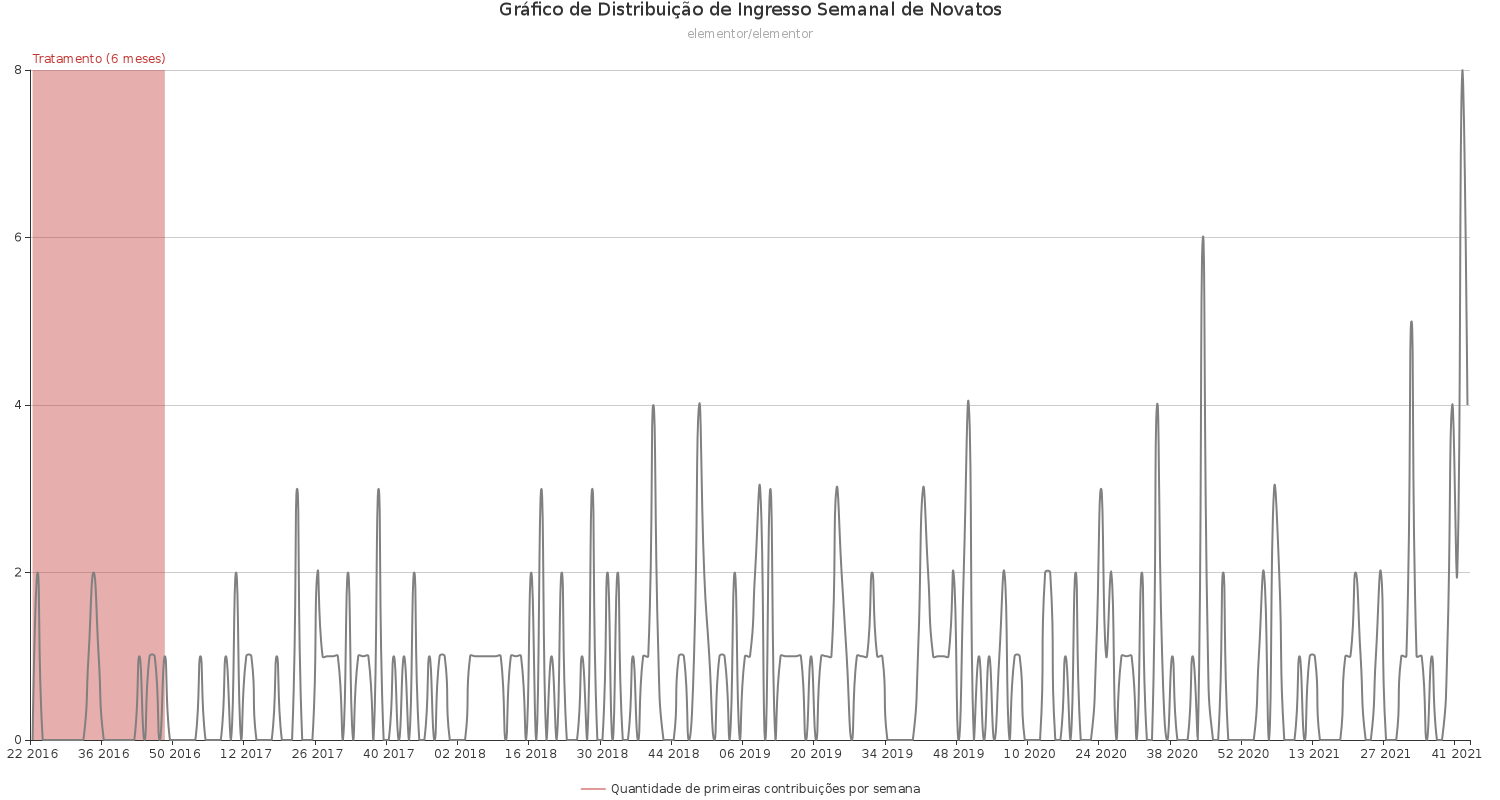 Gráfico de Distribuição de Ingresso Semanal de Novatos
elementor/elementor
Tratamento (6 meses)
8
6
4
2
0
22 2016 36 2016 50 2016 12 2017 26 2017 40 2017 02 2018 16 2018 30 2018 44 2018 06 2019 20 2019 34 2019 48 2019 10 2020 24 2020 38 2020 52 2020 13 2021 27 2021 41 2021
Quantidade de primeiras contribuições por semana